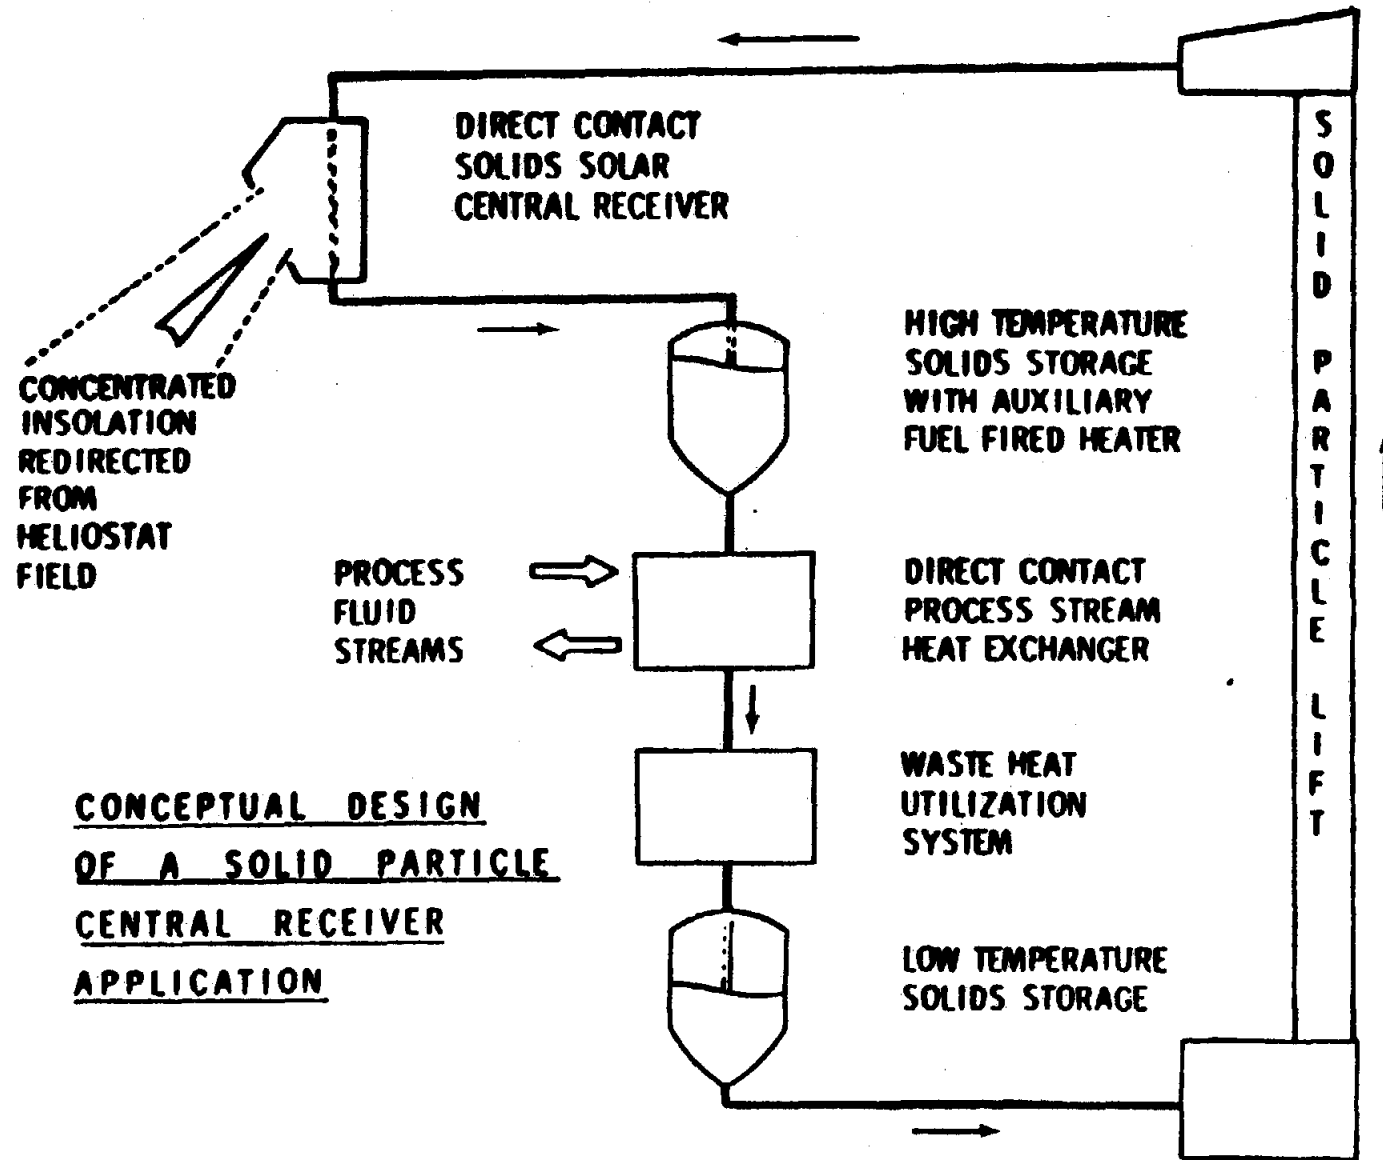 DIRECT CONTACT
SOLIDS SOLAR
CENTRAL RECEIVER
SOLID PARTICLE LIFT
HIGH TEMPERATURE
SOLIDS STORAGE
WITH AUXILIARY
FUEL FIRED HEATER
CONCENTRATED
INSOLATION
REDIRECTED
FROM
HELIOSTAT
FIELD
PROCESS
FLUID
STREAMS
DIRECT CONTACT
PROCESS STREAM
HEAT EXCHANGER
WASTE HEAT
UTILIZATION
SYSTEM
CONCEPTUAL DESIGN
OF A SOLID PARTICLE
CENTRAL RECEIVER
APPLICATION
LOW TEMPERATURE
SOLIDS STORAGE